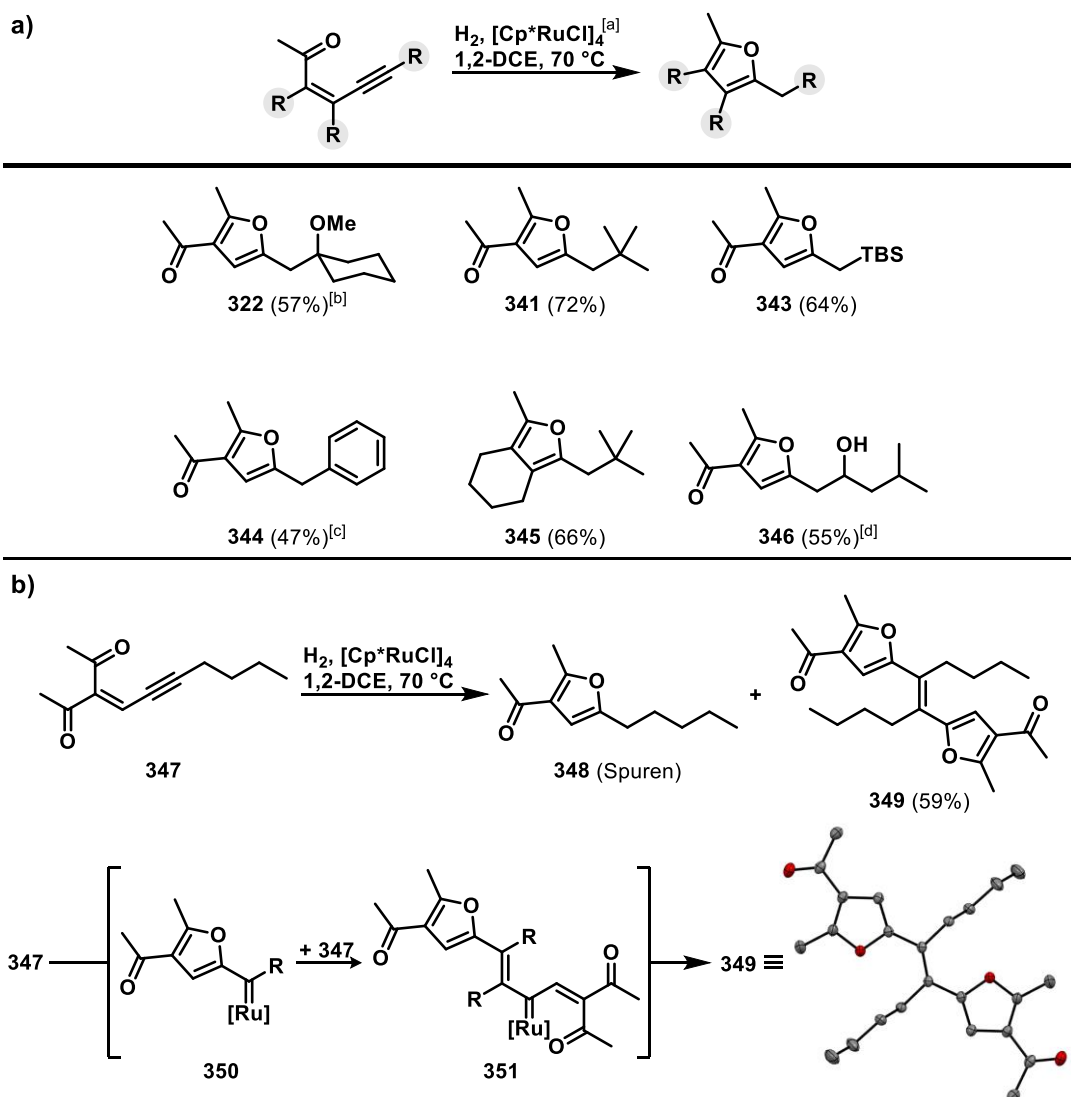 a)
H2, [Cp*RuCl]4[a]
1,2-DCE, 70 °C
O
R
R
R
O
R
R
R
O
O
OMe
322 (57%)[b]
O
O
341 (72%)
O
O
TBS
343 (64%)
O
O
344 (47%)[c]
O
345 (66%)
O
O
OH
346 (55%)[d]
b)
O
O
347
H2, [Cp*RuCl]4
1,2-DCE, 70 °C
O
O
348 (Spuren)
+
O
O
O
O
349 (59%)
347
O
O
R
[Ru]
350
+ 347
O
O
R
R
[Ru]
O
O
351
349 ≡